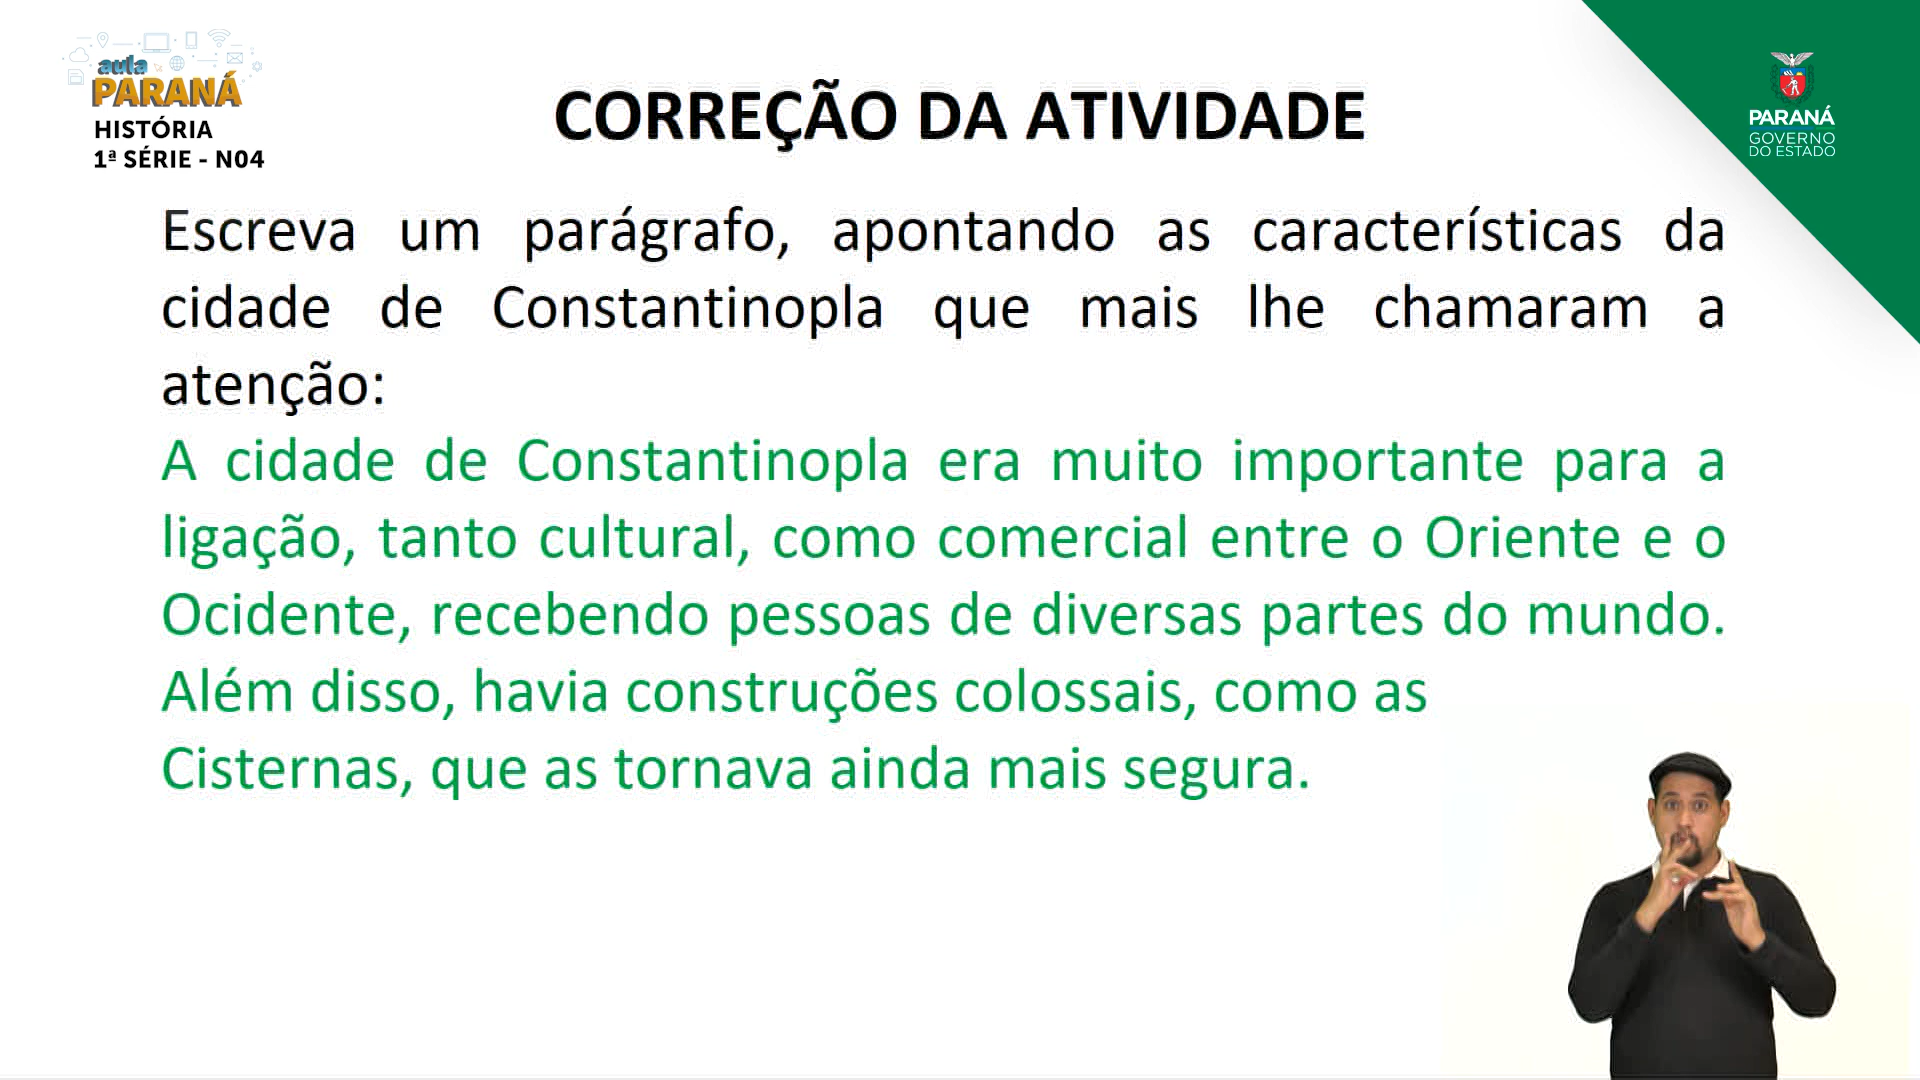 aula
PARANÁ
HISTÓRIA
1ª SÉRIE - N04
CORREÇÃO DA ATIVIDADE
PARANÁ
GOVERNO
DO ESTADO
Escreva um parágrafo, apontando as características da
cidade de Constantinopla que mais lhe chamaram a
atenção:
A cidade de Constantinopla era muito importante para a
ligação, tanto cultural, como comercial entre o Oriente e o
Ocidente, recebendo pessoas de diversas partes do mundo.
Além disso, havia construções colossais, como as
Cisternas, que as tornava ainda mais segura.